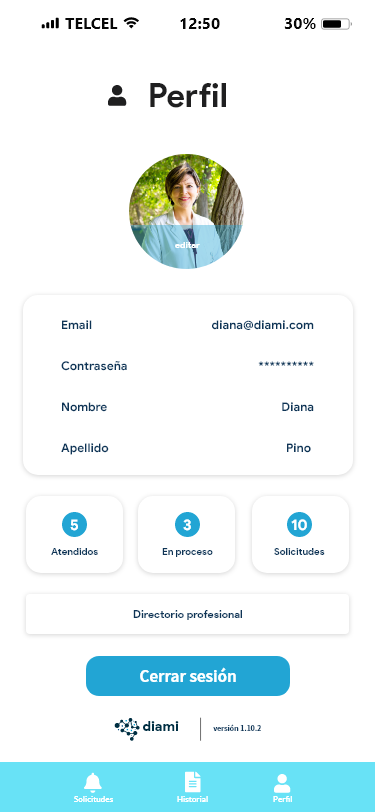 TELCEL 12:50 30%
Perfil
editar
Email diana@diami.com
Contraseña **********
Nombre Diana
Apellido Pino
5 3 10
Atendidos En proceso Solicitudes
Directorio profesional
Cerrar sesión
diami versión 1.10.2
Solicitudes Historial Perfil